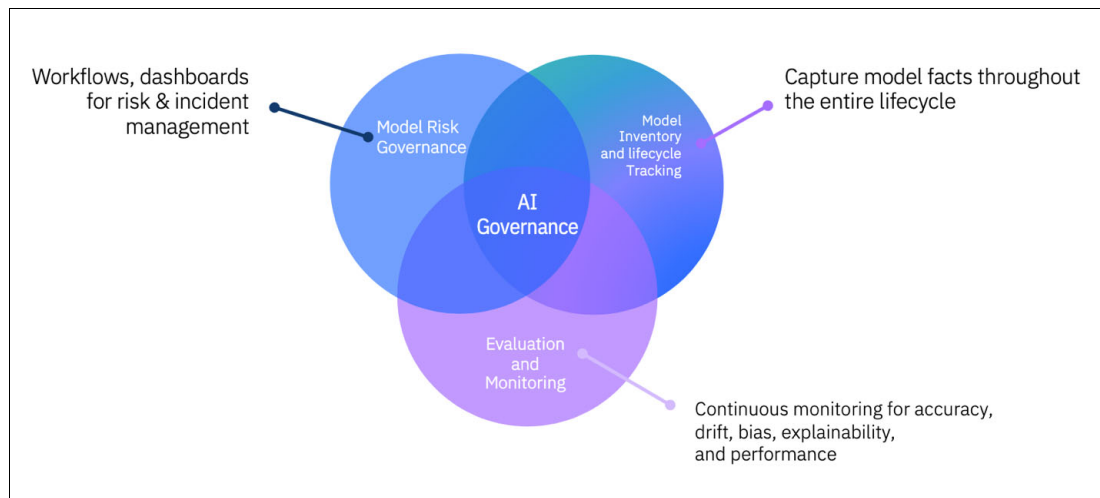 Workflows, dashboards
for risk & incident
management
Model Risk
Governance
Model
Inventory
and lifecycle
Tracking
Capture model facts throughout
the entire lifecycle
AI
Governance
Evaluation
and
Monitoring
Continuous monitoring for accuracy,
drift, bias, explainability,
and performance